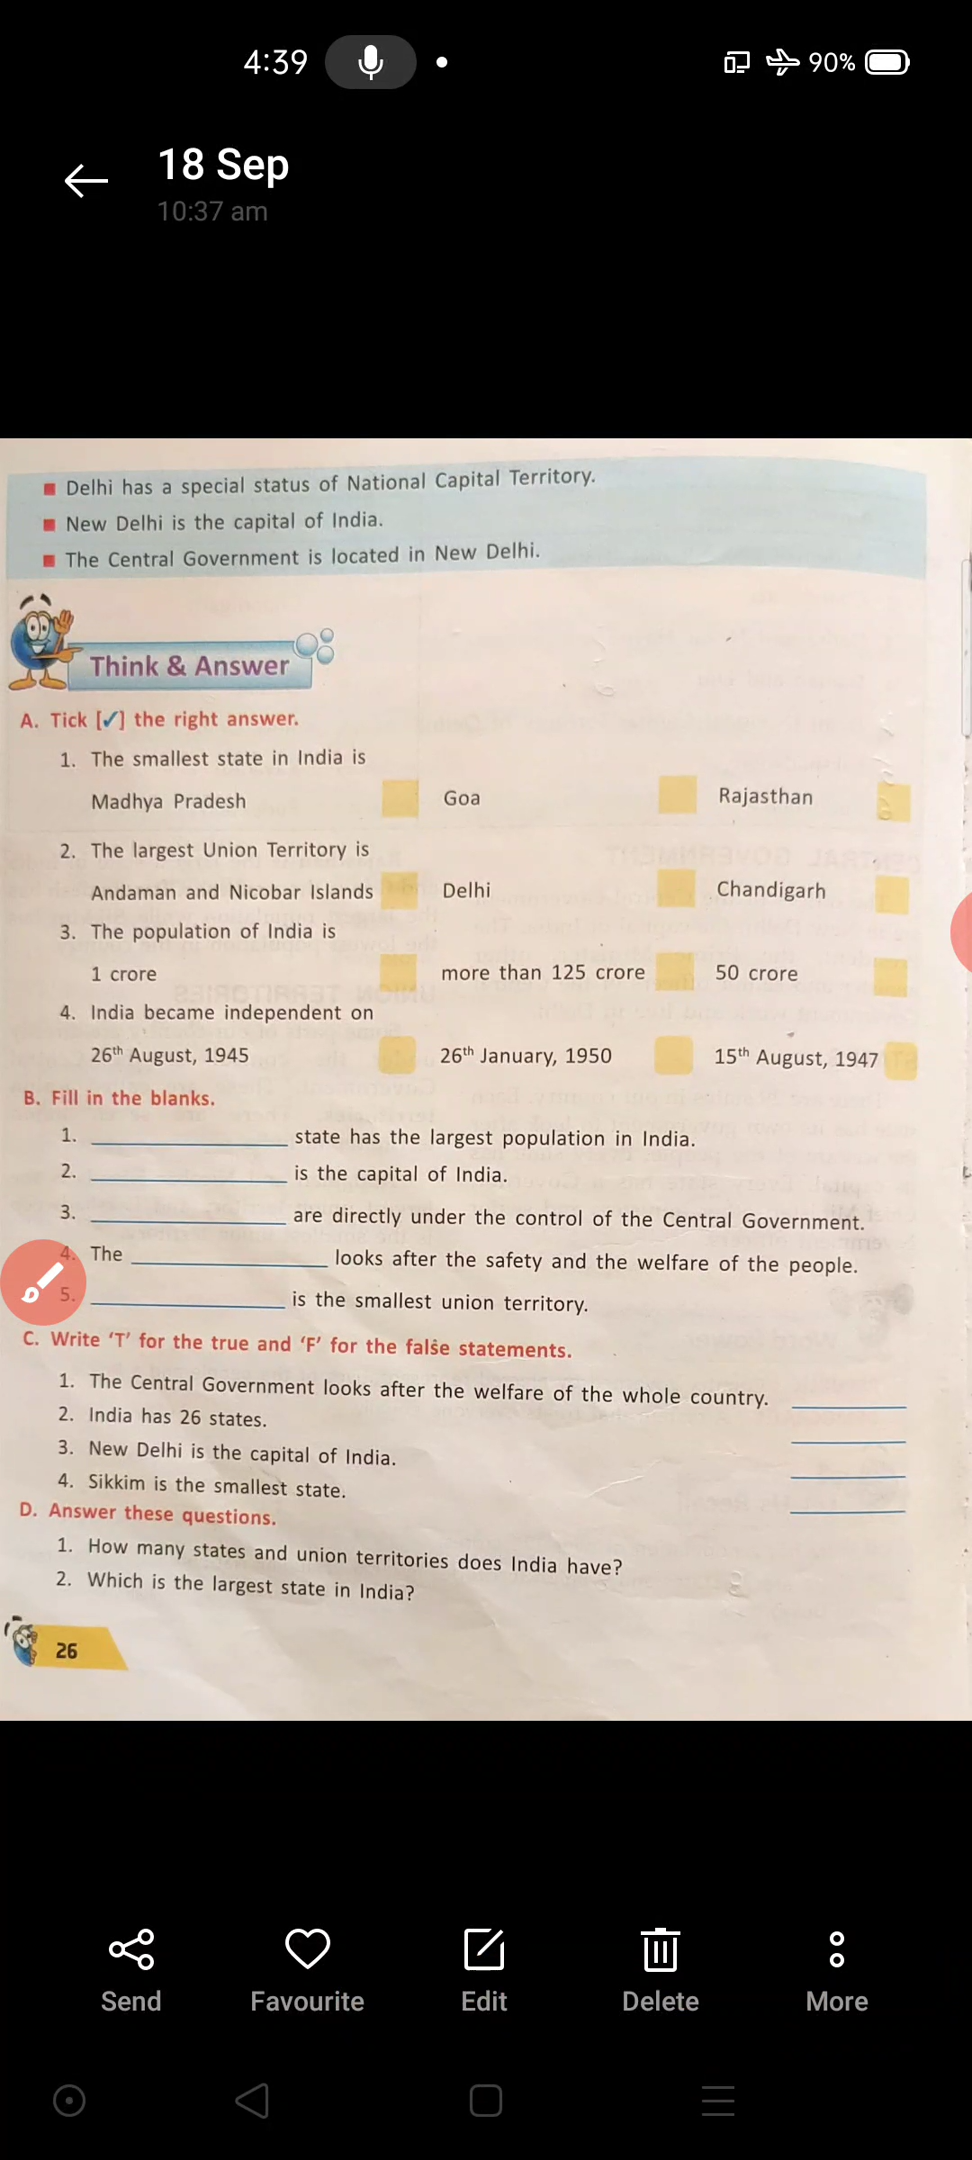 4:39
90%
18 Sep
10:37 am
Delhi has a special status of National Capital Territory.
New Delhi is the capital of India.
The Central Government is located in New Delhi.
Think & Answer
A. Tick [✓] the right answer.
1. The smallest state in India is
Madhya Pradesh Goa Rajasthan
2. The largest Union Territory is
Andaman and Nicobar Islands Delhi Chandigarh
3. The population of India is
1 crore more than 125 crore 50 crore
4. India became independent on
26th August, 1945 26th January, 1950 15th August, 1947
B. Fill in the blanks.
1. ____________ state has the largest population in India.
2. ____________ is the capital of India.
3. ____________ are directly under the control of the Central Government.
4. The ____________ looks after the safety and the welfare of the people.
5. ____________ is the smallest union territory.
C. Write 'T' for the true and 'F' for the false statements.
1. The Central Government looks after the welfare of the whole country. ________
2. India has 26 states. ________
3. New Delhi is the capital of India. ________
4. Sikkim is the smallest state. ________
D. Answer these questions.
1. How many states and union territories does India have?
2. Which is the largest state in India?
26
Send Favourite Edit Delete More